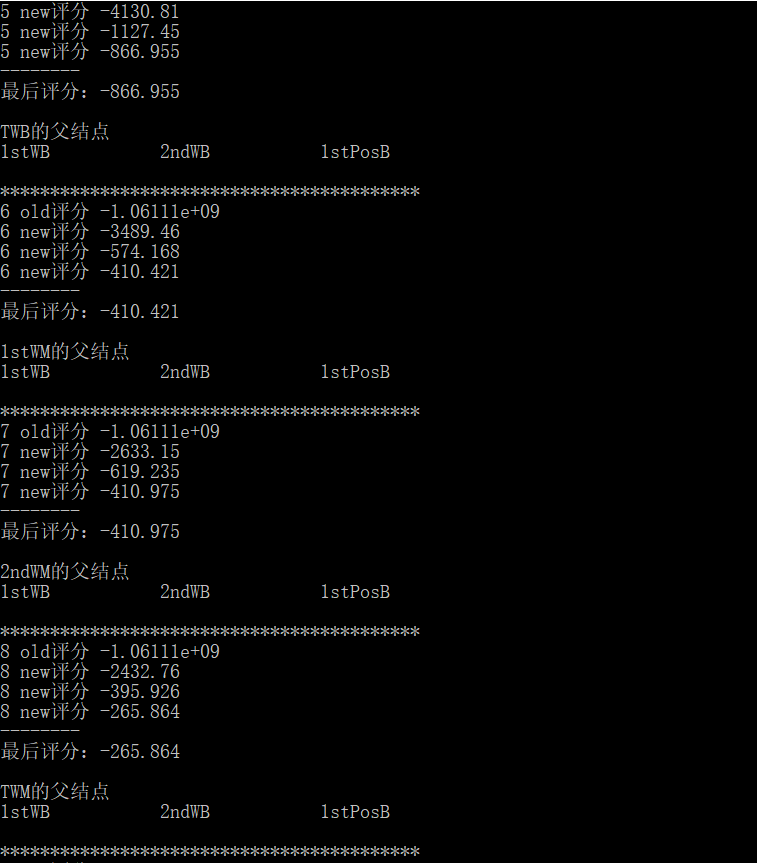 5 new评分 -4130.81
5 new评分 -1127.45
5 new评分 -866.955
--------
最后评分：-866.955
TWB的父结点
1stWB 2ndWB 1stPosB
******************************************
6 old评分 -1.06111e+09
6 new评分 -3489.46
6 new评分 -574.168
6 new评分 -410.421
--------
最后评分：-410.421
1stWM的父结点
1stWB 2ndWB 1stPosB
******************************************
7 old评分 -1.06111e+09
7 new评分 -2633.15
7 new评分 -619.235
7 new评分 -410.975
--------
最后评分：-410.975
2ndWM的父结点
1stWB 2ndWB 1stPosB
******************************************
8 old评分 -1.06111e+09
8 new评分 -2432.76
8 new评分 -395.926
8 new评分 -265.864
--------
最后评分：-265.864
TWM的父结点
1stWB 2ndWB 1stPosB
******************************************